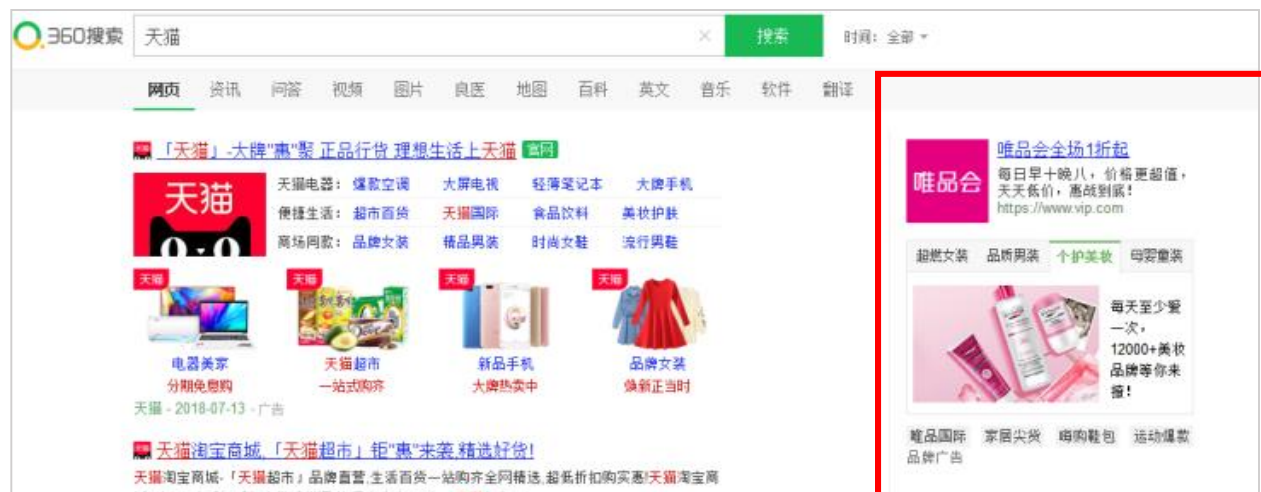 360搜索
天猫
×
搜索
时间：全部
网页 资讯 问答 视频 图片 良医 地图 百科 英文 音乐 软件 翻译
「天猫」-大牌"惠"聚 正品行货 理想生活上天猫 官网
天猫
天猫电器： 爆款空调 大屏电视 轻薄笔记本 大牌手机
便捷生活： 超市百货 天猫国际 食品饮料 美妆护肤
商场同款： 品牌女装 精品男装 时尚女鞋 流行男鞋
天猫 天猫 天猫 天猫
电器美家 天猫超市 新品手机 品牌女装
分期免息购 一站式购齐 大牌热卖中 焕新正当时
天猫 - 2018-07-13 - 广告
天猫淘宝商城,「天猫超市」钜"惠"来袭,精选好货!
天猫淘宝商城-「天猫超市」品牌直营,生活百货一站购齐全网精选,超低折扣购实惠!天猫淘宝商
唯品会
唯品会全场1折起
每日早十晚八，价格更超值，
天天低价，惠战到底！
https://www.vip.com
超燃女装 品质男装 个护美妆 母婴童装
每天至少爱
一次，
12000+美妆
品牌等你来
撩！
唯品国际 家居尖货 嗨购鞋包 运动爆款
品牌广告